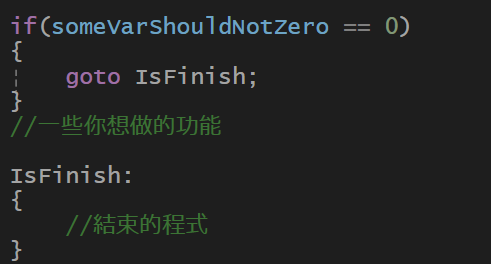 if(someVarShouldNotZero == 0)
{
goto IsFinish;
}
//一些你想做的功能
IsFinish:
{
//結束的程式
}